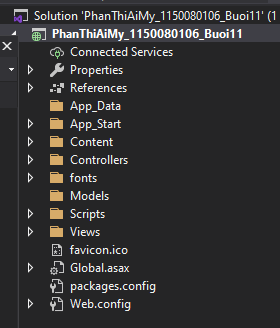 Solution 'PhanThiAiMy_1150080106_Buoi11' (1
PhanThiAiMy_1150080106_Buoi11
Connected Services
Properties
References
App_Data
App_Start
Content
Controllers
fonts
Models
Scripts
Views
favicon.ico
Global.asax
packages.config
Web.config